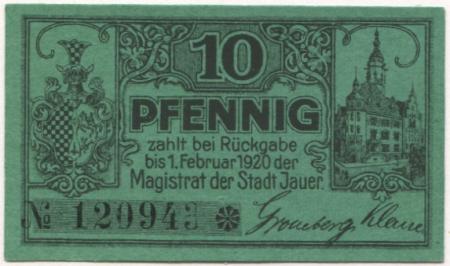 10
PFENNIG
zahlt bei Rückgabe
bis 1. Februar 1920 der
Magistrat der Stadt Jauer.
No 120943